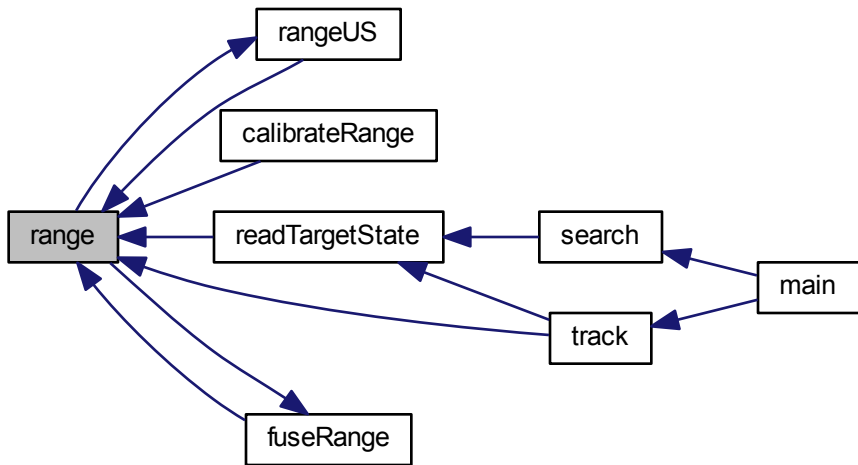 rangeUS
calibrateRange
range
readTargetState
search
main
track
fuseRange